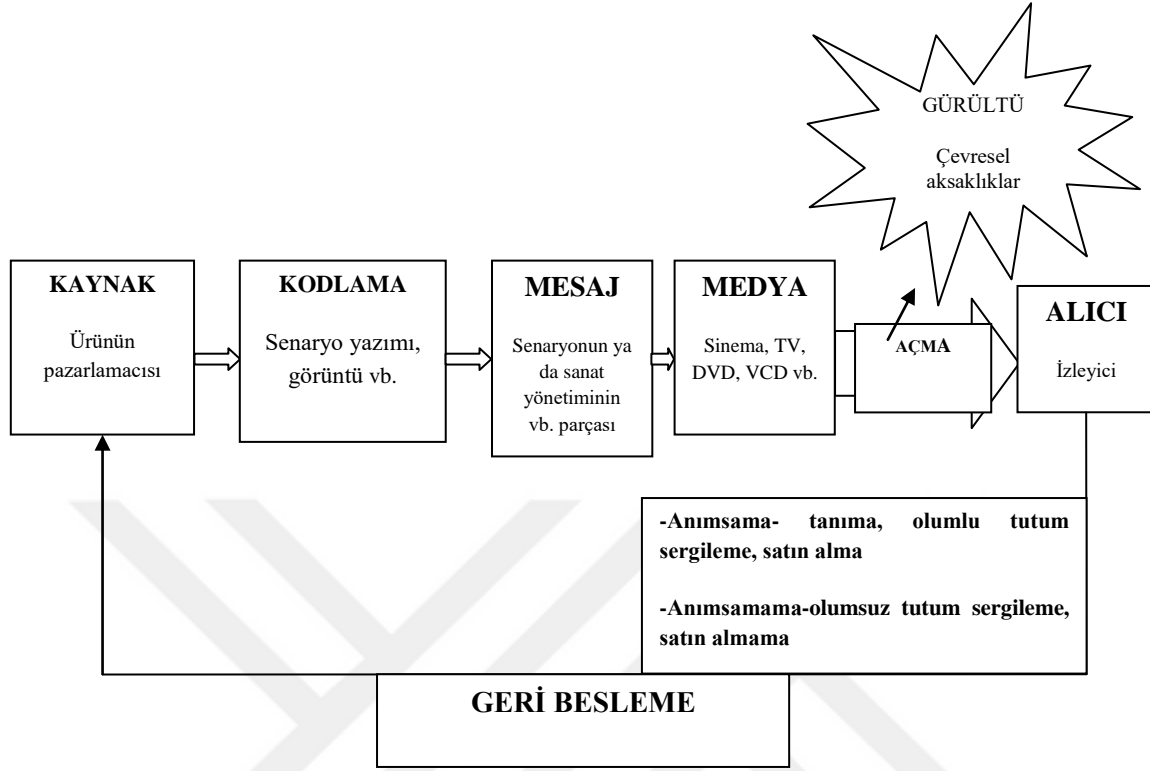 GÜRÜLTÜ
Çevresel
aksaklıklar
KAYNAK
Ürünün
pazarlamacısı
KODLAMA
Senaryo yazımı,
görüntü vb.
MESAJ
Senaryonun ya
da sanat
yönetiminin
vb. parçası
MEDYA
Sinema, TV,
DVD, VCD vb.
AÇMA
ALICI
İzleyici
-Anımsama- tanıma, olumlu tutum
sergileme, satın alma
-Anımsamama-olumsuz tutum sergileme,
satın almama
GERİ BESLEME